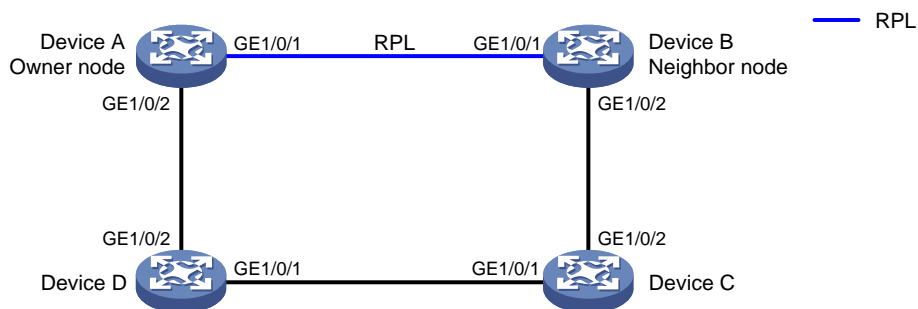 RPL
Device A
Owner node
GE1/0/1
RPL
GE1/0/1
Device B
Neighbor node
GE1/0/2
GE1/0/2
GE1/0/2
GE1/0/2
Device D
GE1/0/1
GE1/0/1
Device C